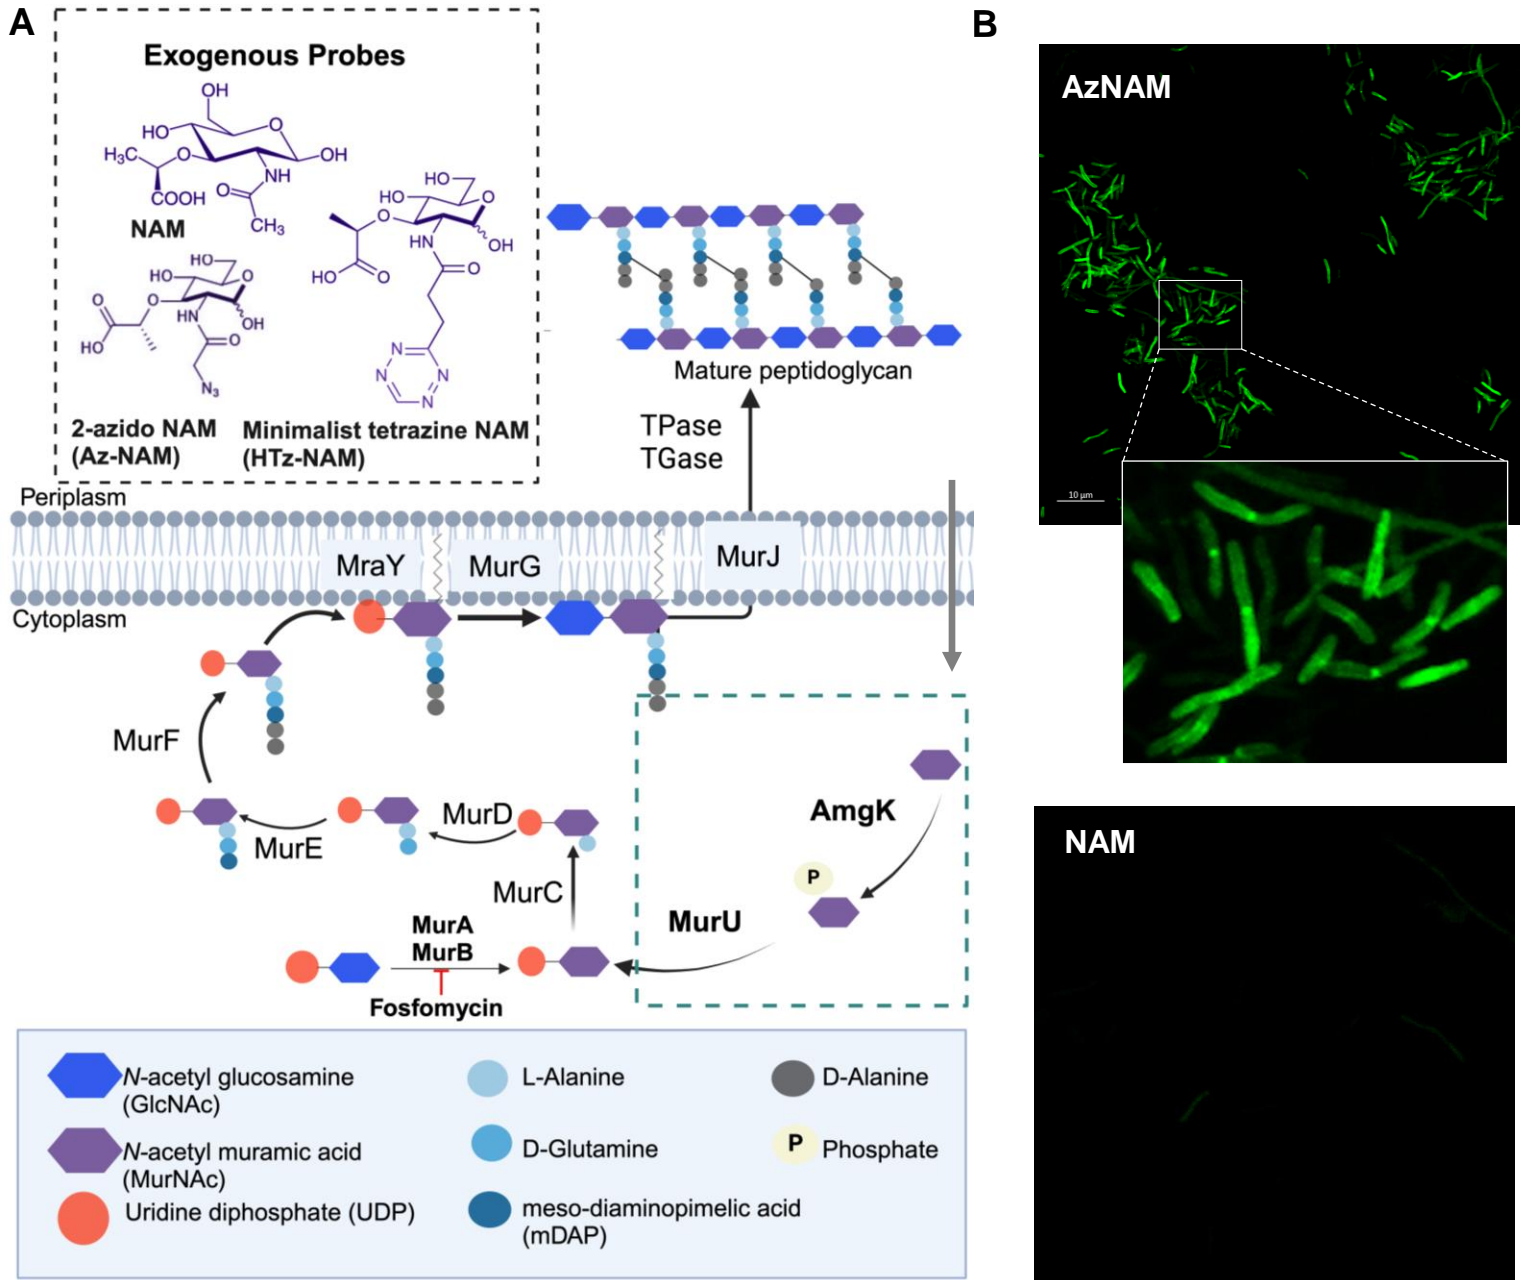 A
Exogenous Probes
OH
HO
O
OH
H₃C
O
NH
COOH
O
CH₃
NAM
HO
HO
O
O
HN
OH
O
HO
O
N
N
N
N
HO
HO
O
O
O
HN
OH
HO
O
N₃
2-azido NAM
(Az-NAM)
Minimalist tetrazine NAM
(HTz-NAM)
Mature peptidoglycan
TPase
TGase
Periplasm
MraY
MurG
MurJ
Cytoplasm
MurF
MurE
MurD
MurC
MurA
MurB
Fosfomycin
AmgK
P
MurU
N-acetyl glucosamine
(GlcNAc)
N-acetyl muramic acid
(MurNAc)
Uridine diphosphate (UDP)
L-Alanine
D-Glutamine
meso-diaminopimelic acid
(mDAP)
D-Alanine
P
Phosphate
B
AzNAM
10 µm
NAM